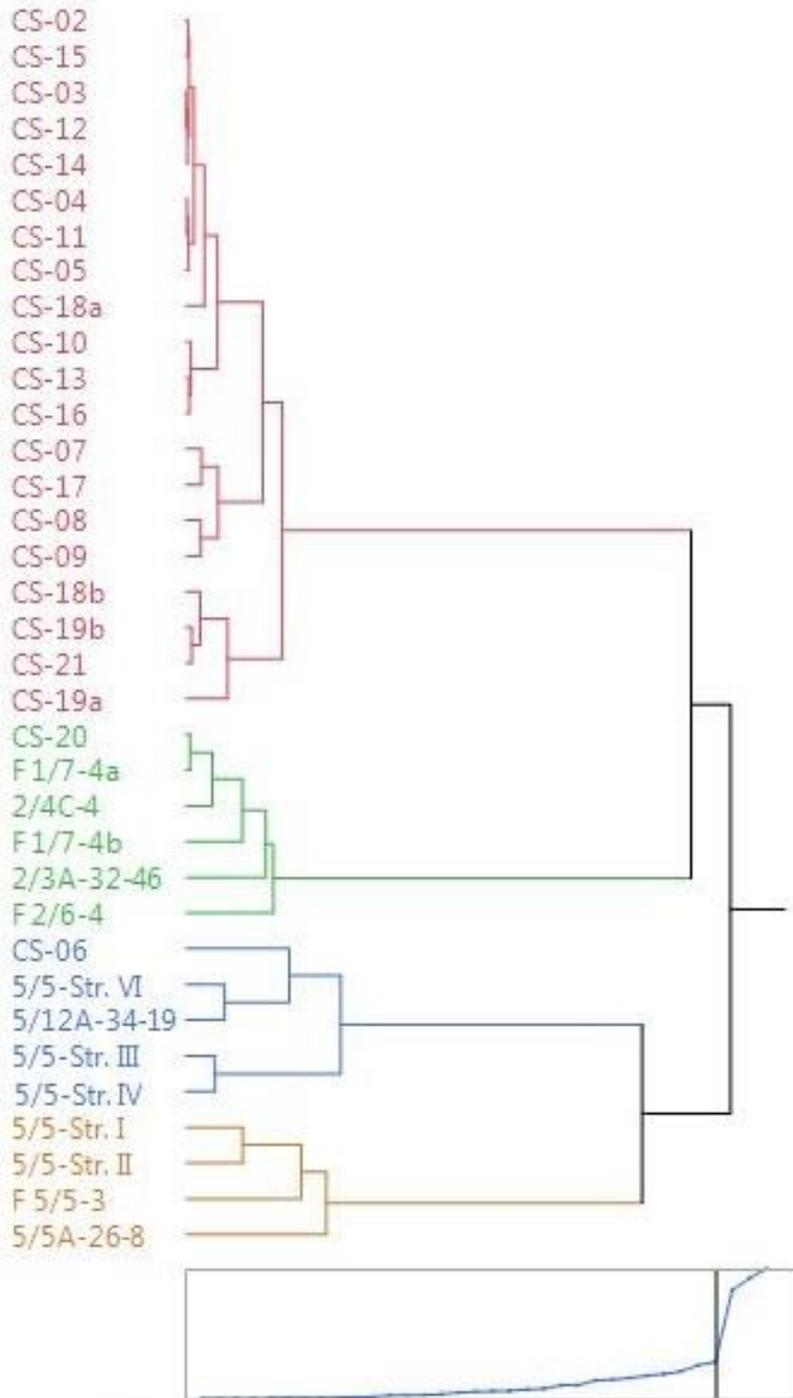 CS-02
CS-15
CS-03
CS-12
CS-14
CS-04
CS-11
CS-05
CS-18a
CS-10
CS-13
CS-16
CS-07
CS-17
CS-08
CS-09
CS-18b
CS-19b
CS-21
CS-19a
CS-20
F 1/7-4a
2/4C-4
F 1/7-4b
2/3A-32-46
F 2/6-4
CS-06
5/5-Str. Ⅵ
5/12A-34-19
5/5-Str. Ⅲ
5/5-Str. Ⅳ
5/5-Str. Ⅰ
5/5-Str. Ⅱ
F 5/5-3
5/5A-26-8